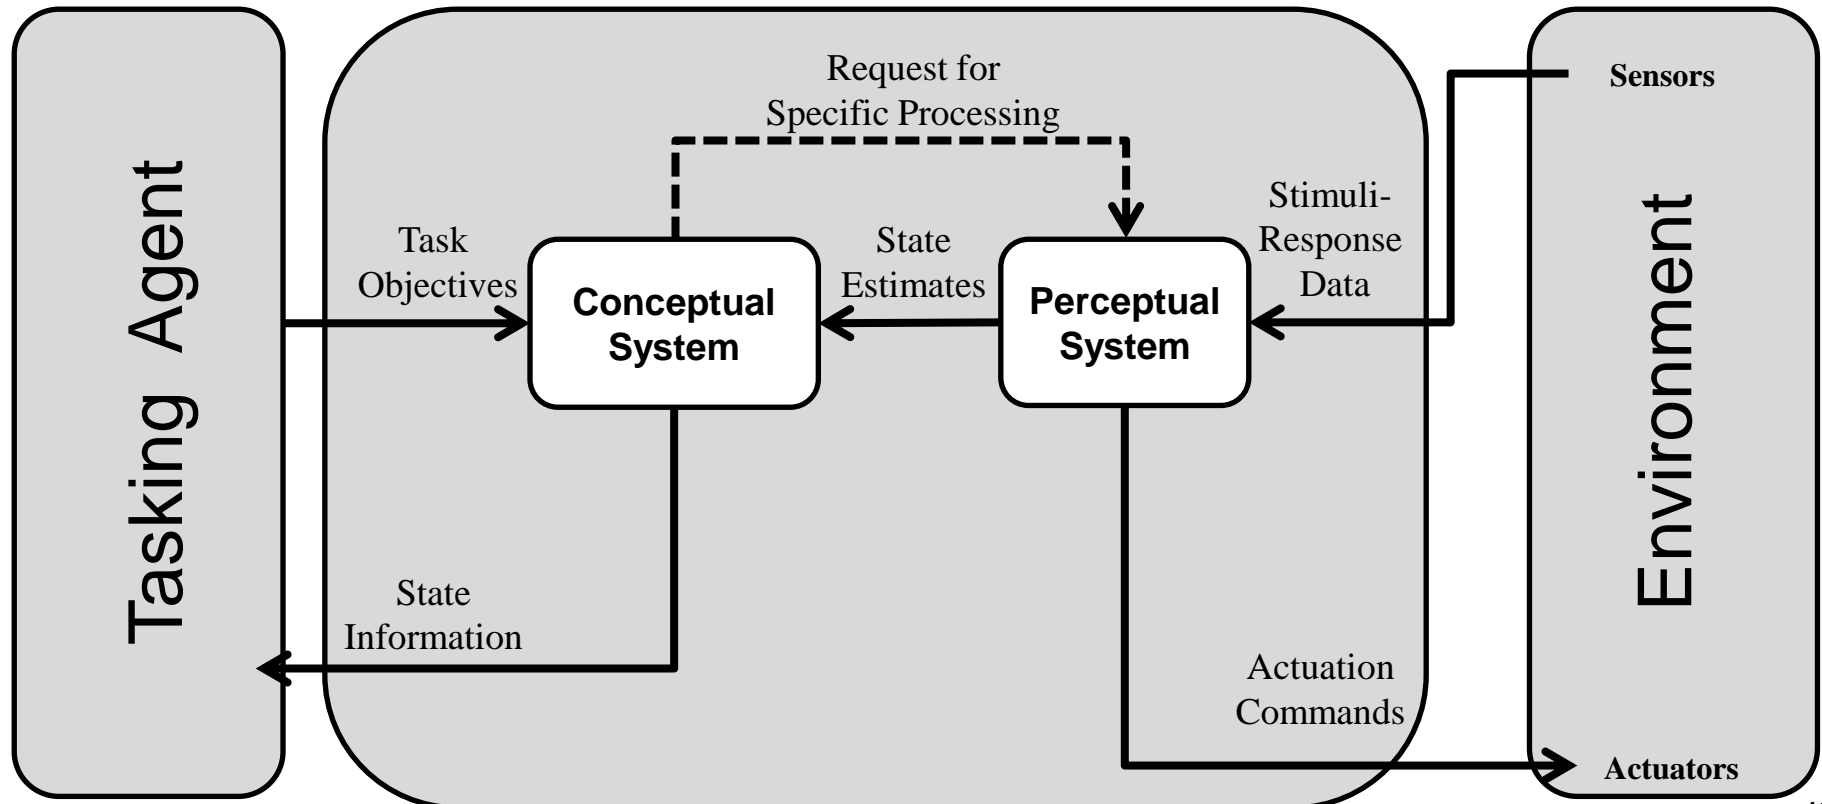 Tasking Agent
Request for
Specific Processing
Task
Objectives
Conceptual
System
State
Estimates
Perceptual
System
Stimuli-
Response
Data
State
Information
Actuation
Commands
Sensors
Environment
Actuators